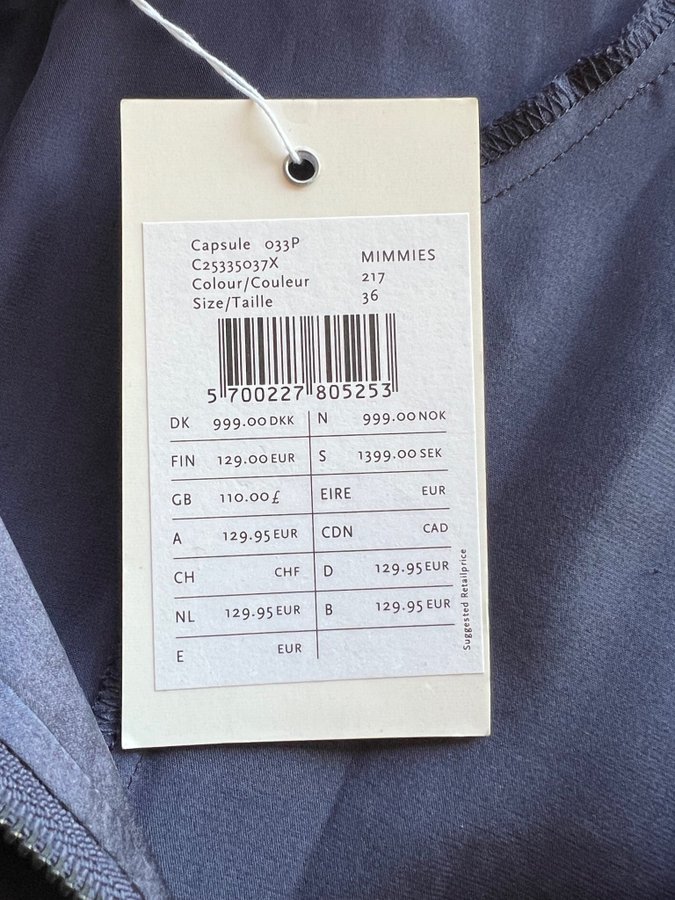 Capsule 033P
C25335037X MIMMIES
Colour/Couleur 217
Size/Taille 36
5 700227 805253
DK 999.00 DKK N 999.00 NOK
FIN 129.00 EUR S 1399.00 SEK
GB 110.00 £ EIRE EUR
A 129.95 EUR CDN CAD
CH CHF D 129.95 EUR
NL 129.95 EUR B 129.95 EUR
E EUR
Suggested Retailprice